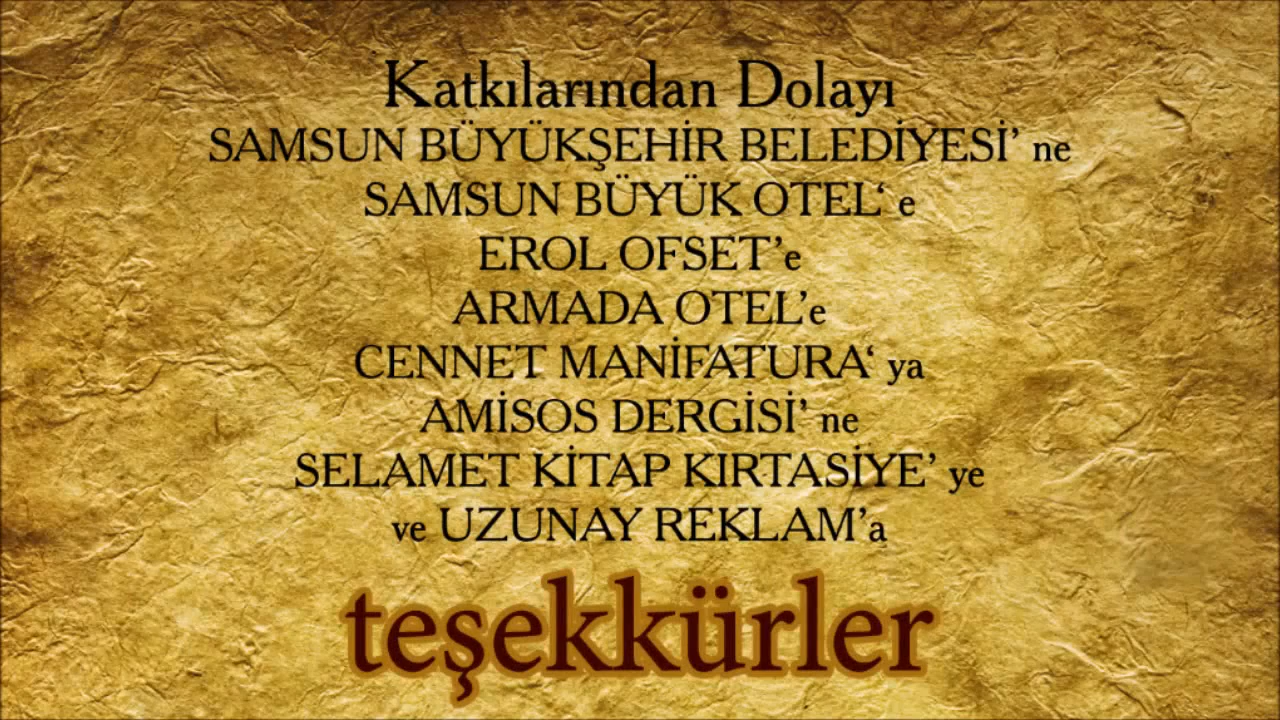 Katkılarından Dolayı
SAMSUN BÜYÜKŞEHİR BELEDİYESİ’ ne
SAMSUN BÜYÜK OTEL‘ e
EROL OFSET’e
ARMADA OTEL’e
CENNET MANİFATURA‘ ya
AMİSOS DERGİSİ’ ne
SELAMET KİTAP KIRTASİYE’ ye
ve UZUNAY REKLAM’a
teşekkürler